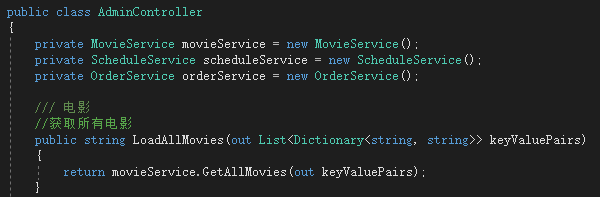 public class AdminController
{
private MovieService movieService = new MovieService();
private ScheduleService scheduleService = new ScheduleService();
private OrderService orderService = new OrderService();
/// 电影
//获取所有电影
public string LoadAllMovies(out List<Dictionary<string, string>> keyValuePairs)
{
return movieService.GetAllMovies(out keyValuePairs);
}